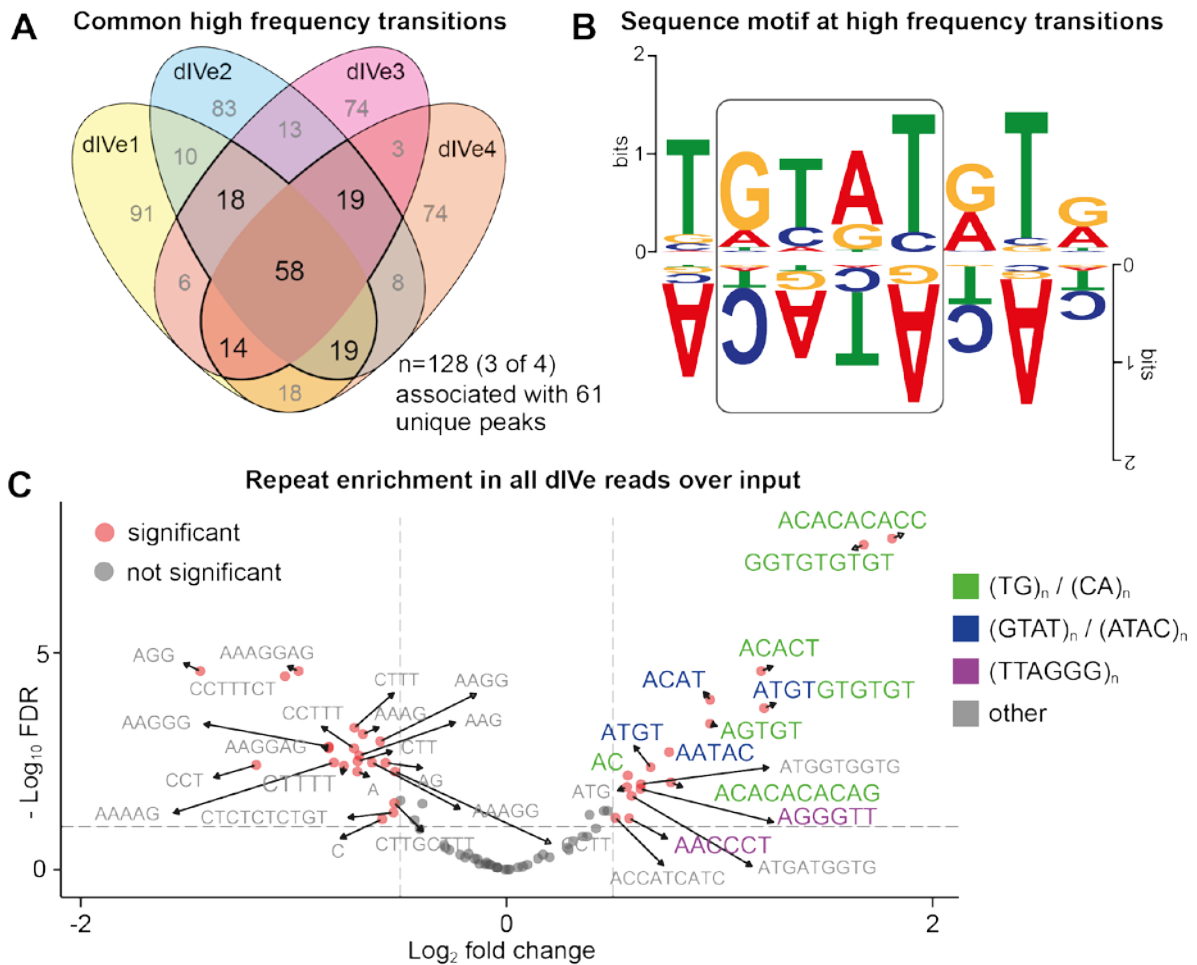 A
Common high frequency transitions
dIVe1
dIVe2
dIVe3
dIVe4
83
74
13
10
3
91
18
19
74
58
6
8
14
19
18
n=128 (3 of 4)
associated with 61
unique peaks
B
Sequence motif at high frequency transitions
2
bits
1
0
TGTATGTG
0
1
bits
2
C
Repeat enrichment in all dIVe reads over input
significant
not significant
ACACACACC
GGTGTGTGT
(TG)n / (CA)n
(GTAT)n / (ATAC)n
(TTAGGG)n
other
5
-Log10 FDR
AGG
AAAGGAG
CCTTTCT
CTTT
AAGG
ACACT
ACAT
ATGTGTGTGT
AAGGG
CCTTT
AAAG
AAG
AGTGT
ATGT
AAGGAG
CTT
AATAC
AC
ATGGTGGTG
CCT
CTTTT
A
AG
ATG
ACACACACAG
AAAAG
CTCTCTCTGT
AAAGG
AGGGTT
C
CTTGCTTT
GCTT
AACCCT
ACCATCATC
ATGATGGTG
0
-2
0
2
Log2 fold change